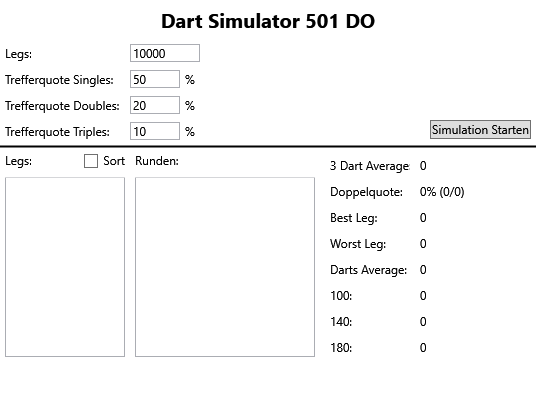 Dart Simulator 501 DO
Legs: 10000
Trefferquote Singles: 50 %
Trefferquote Doubles: 20 %
Trefferquote Triples: 10 %
Simulation Starten
Legs: Sort Runden:
3 Dart Average: 0
Doppelquote: 0% (0/0)
Best Leg: 0
Worst Leg: 0
Darts Average: 0
100: 0
140: 0
180: 0